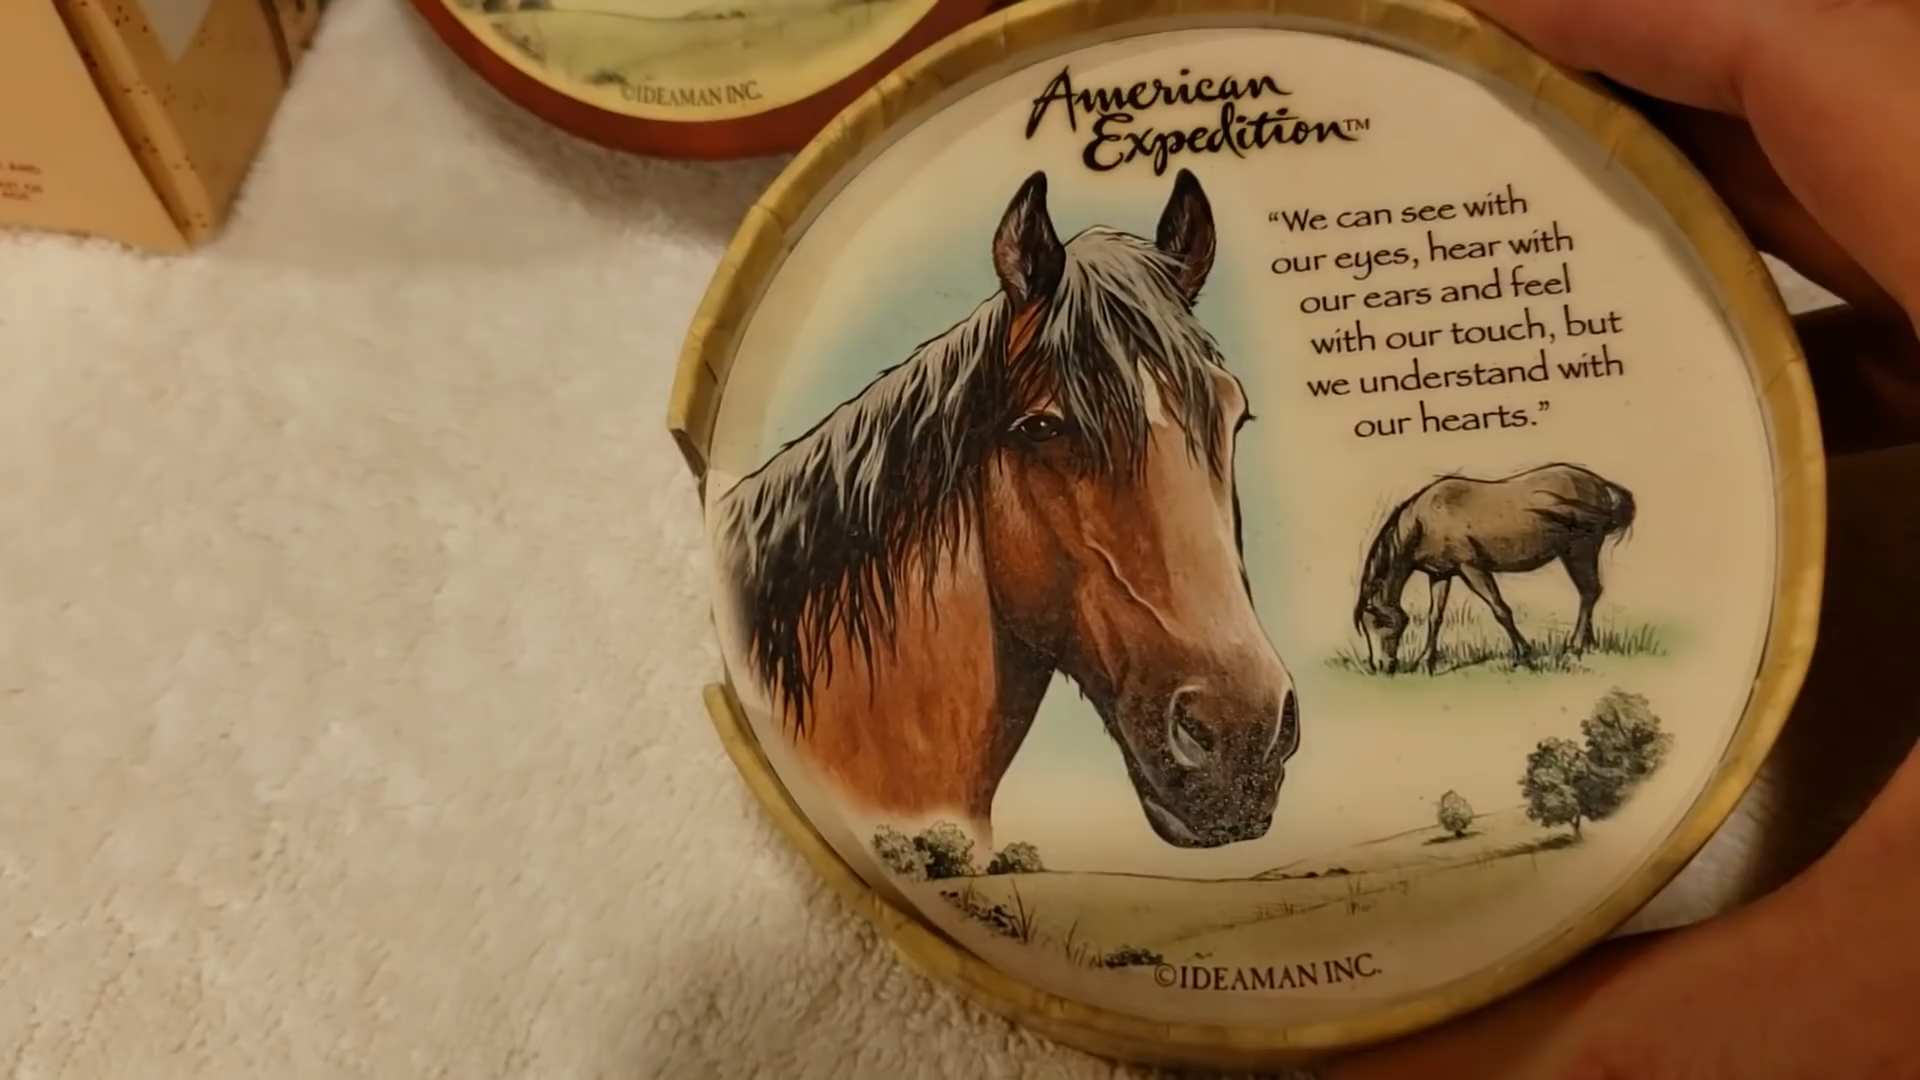 ©IDEAMAN INC.
American
Expedition™
“We can see with
our eyes, hear with
our ears and feel
with our touch, but
we understand with
our hearts.”
©IDEAMAN INC.